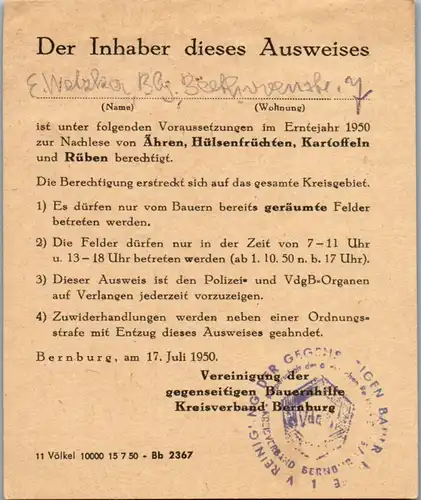 Der Inhaber dieses Ausweises
E. Bbg. 7
(Name) (Wohnung)
ist unter folgenden Voraussetzungen im Erntejahr 1950
zur Nachlese von Ähren, Hülsenfrüchten, Kartoffeln
und Rüben berechtigt.
Die Berechtigung erstreckt sich auf das gesamte Kreisgebiet.
1) Es dürfen nur vom Bauern bereits geräumte Felder
betreten werden.
2) Die Felder dürfen nur in der Zeit von 7-11 Uhr
u. 13-18 Uhr betreten werden (ab 1. 10. 50 n. b. 17 Uhr).
3) Dieser Ausweis ist den Polizei- und VdgB-Organen
auf Verlangen jederzeit vorzuzeigen.
4) Zuwiderhandlungen werden neben einer Ordnungs-
strafe mit Entzug dieses Ausweises geahndet.
Bernburg, am 17. Juli 1950.
Vereinigung der
gegenseitigen Bauernhilfe
Kreisverband Bernburg
VEREINIGUNG DER GEGENSEITIGEN
BERNBURG
11 Völkel 10000 15 7 50 - Bb 2367